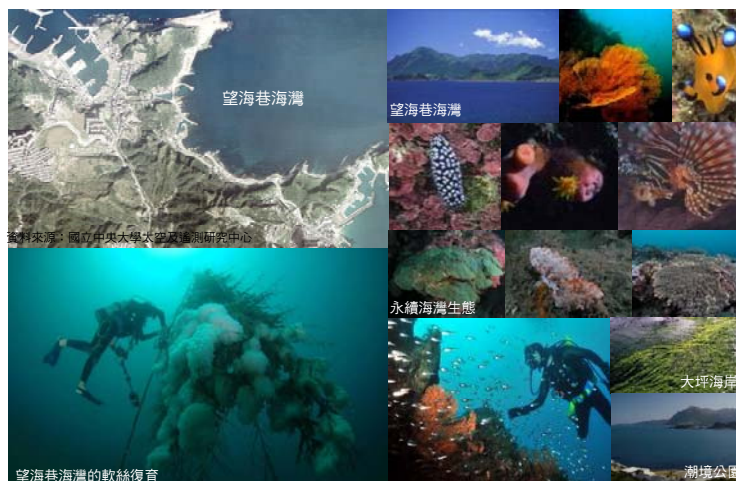 望海巷海灣
資料來源：國立中央大學太空及遙測研究中心
望海巷海灣
永續海灣生態
大坪海岸
望海巷海灣的軟絲復育
潮境公園